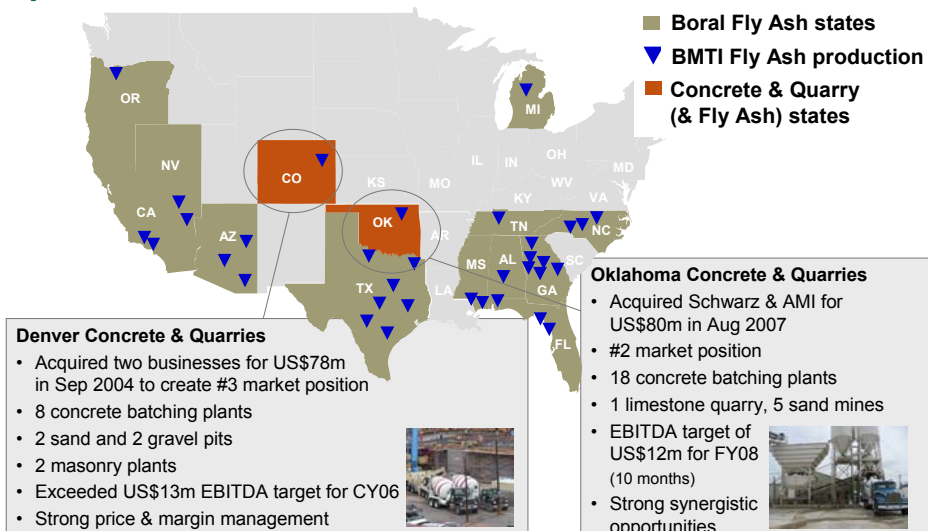 Boral Fly Ash states
BMTI Fly Ash production
Concrete & Quarry
(& Fly Ash) states
OR
MI
NV
CO
IL
IN
OH
MD
KS
MO
WV
VA
KY
CA
AZ
OK
AR
TN
NC
MS
AL
SC
TX
LA
GA
FL
Denver Concrete & Quarries
• Acquired two businesses for US$78m
in Sep 2004 to create #3 market position
• 8 concrete batching plants
• 2 sand and 2 gravel pits
• 2 masonry plants
• Exceeded US$13m EBITDA target for CY06
• Strong price & margin management
Oklahoma Concrete & Quarries
• Acquired Schwarz & AMI for
US$80m in Aug 2007
• #2 market position
• 18 concrete batching plants
• 1 limestone quarry, 5 sand mines
• EBITDA target of
US$12m for FY08
(10 months)
• Strong synergistic
opportunities